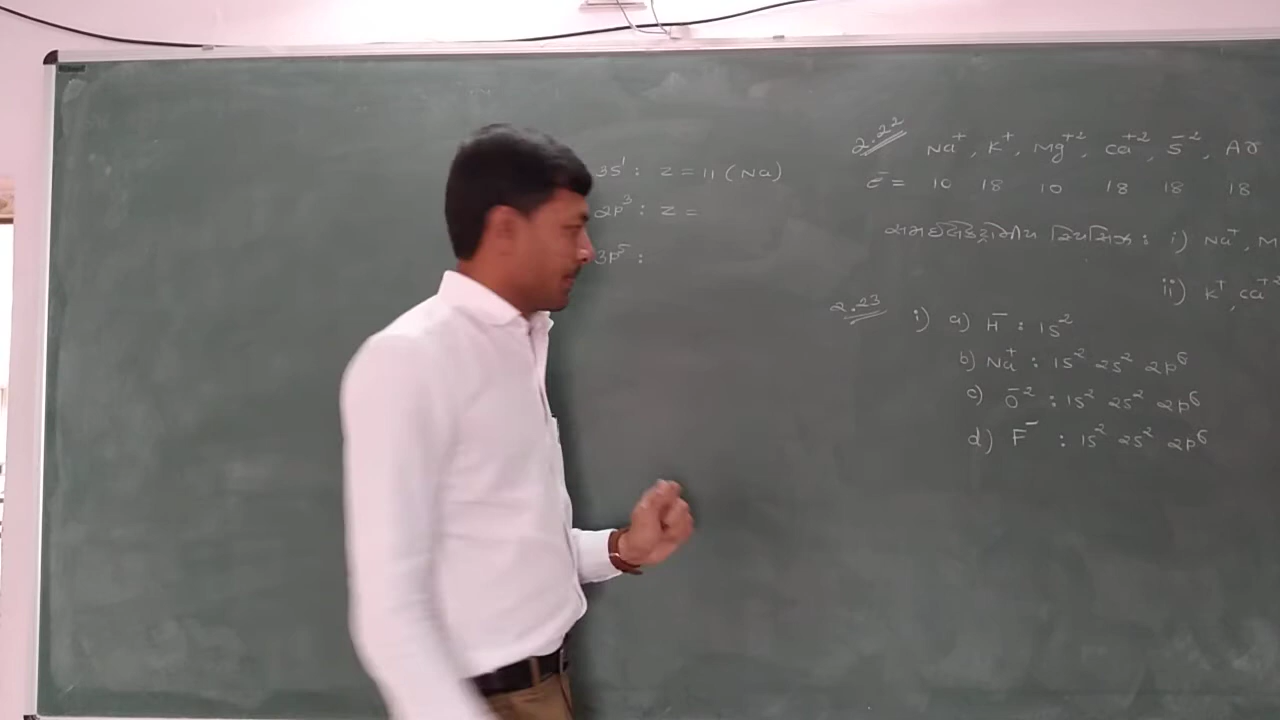 3s¹ : Z = 11 (Na)
2p³ : Z =
3p⁵ :
2.22 Na⁺, K⁺, Mg⁺², Ca⁺², S⁻², Ar
e⁻ = 10 18 10 18 18 18
સમઇલેક્ટ્રોનીય સ્પિસિઝ : i) Na⁺, M
ii) K⁺, Ca⁺²
2.23 i) a) H⁻ : 1s²
b) Na⁺ : 1s² 2s² 2p⁶
c) O⁻² : 1s² 2s² 2p⁶
d) F⁻ : 1s² 2s² 2p⁶